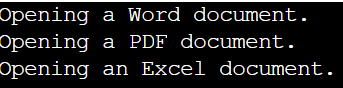 Opening a Word document.
Opening a PDF document.
Opening an Excel document.